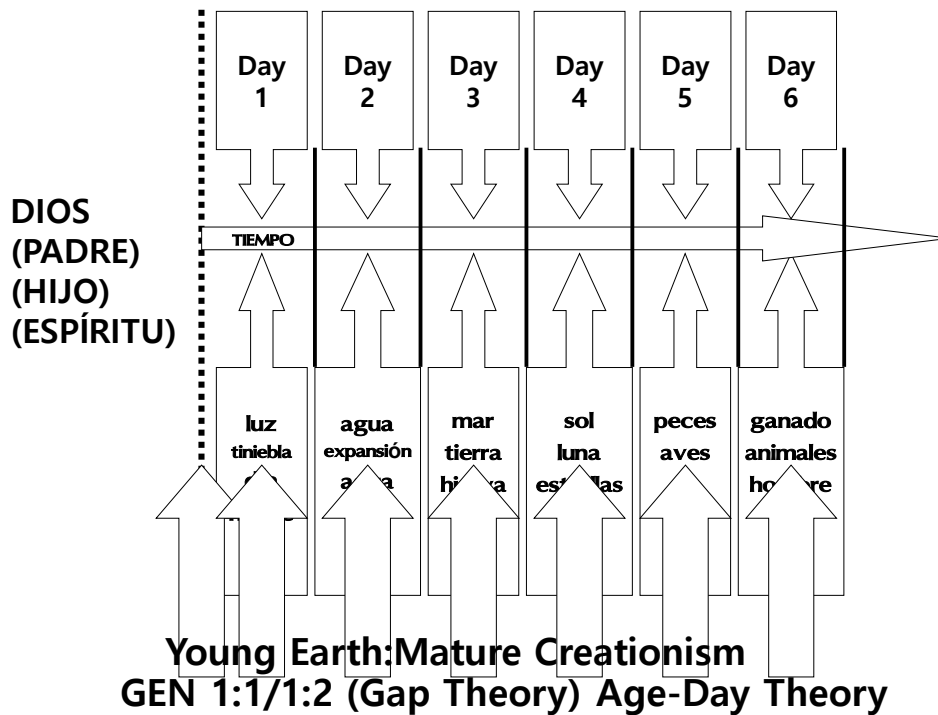 Day
1
Day
2
Day
3
Day
4
Day
5
Day
6
DIOS
(PADRE)
(HIJO)
(ESPÍRITU)
TIEMPO
luz
tiniebla
agua
expansión
mar
tierra
sol
luna
peces
aves
ganado
animales
Young Earth:Mature Creationism
GEN 1:1/1:2 (Gap Theory) Age-Day Theory